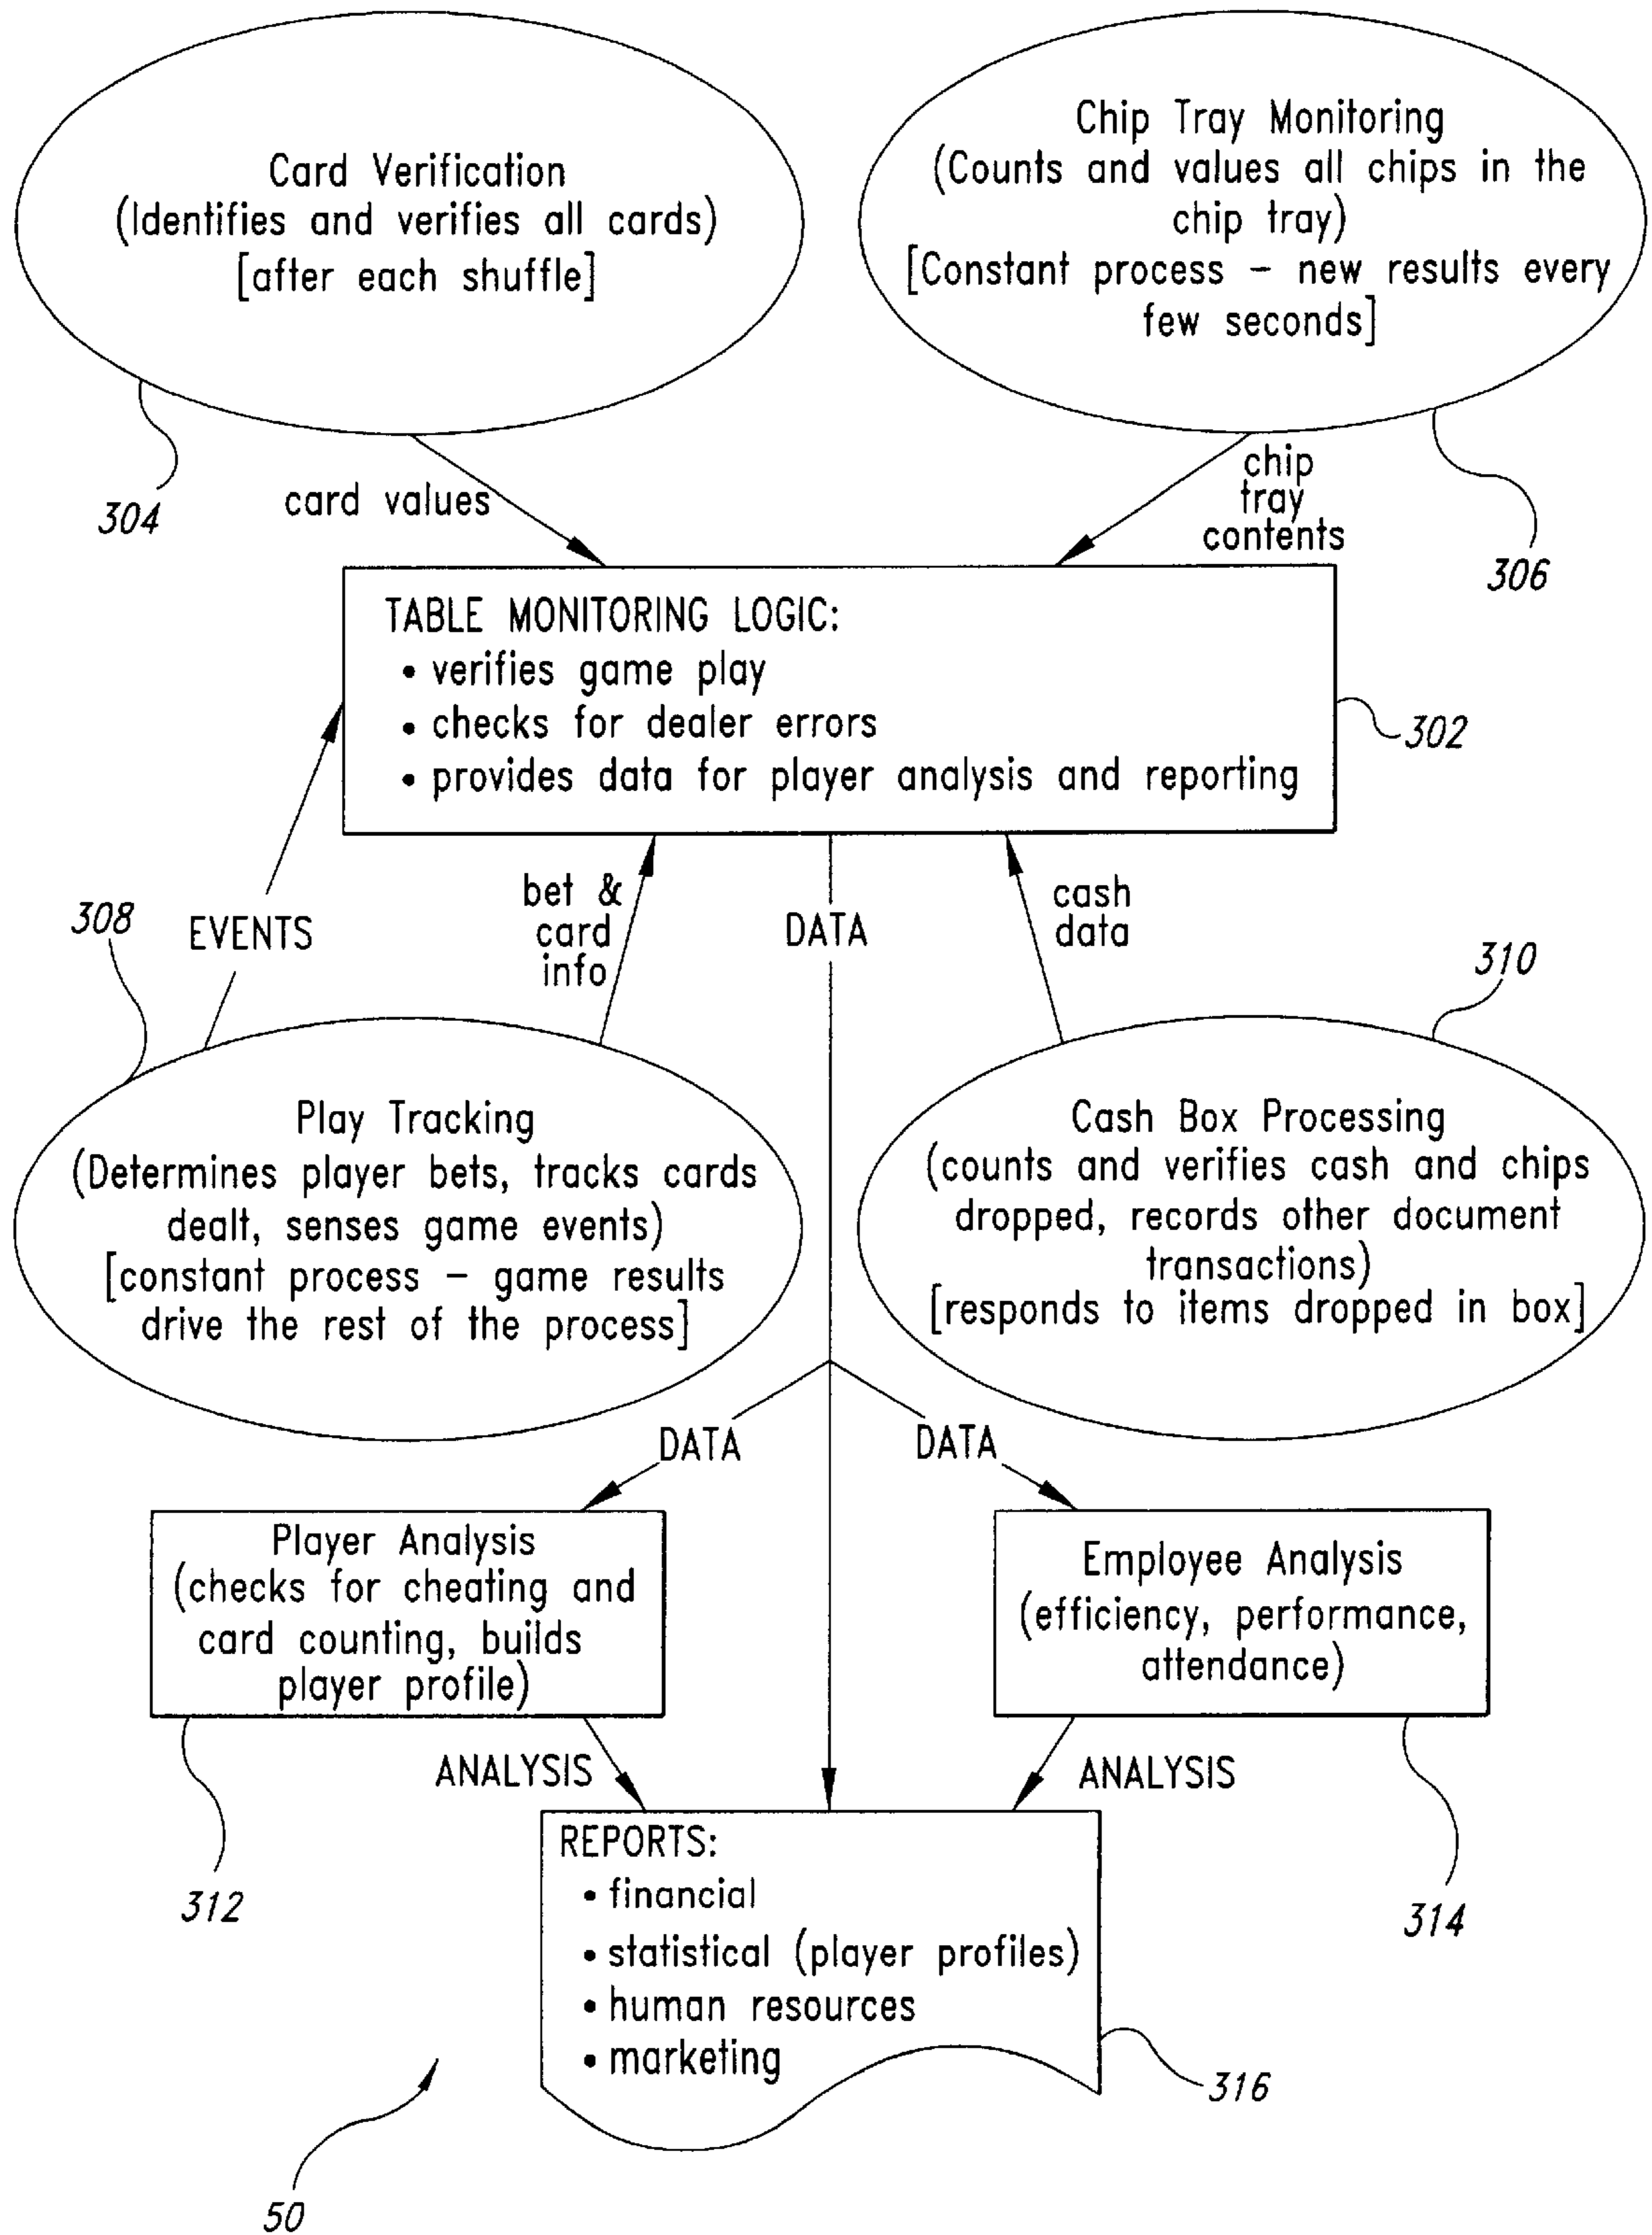 Card Verification
(Identifies and verifies all cards)
[after each shuffle]
Chip Tray Monitoring
(Counts and values all chips in the
chip tray)
[Constant process – new results every
few seconds]
304
card values
chip
tray
contents
306
TABLE MONITORING LOGIC:
• verifies game play
• checks for dealer errors
• provides data for player analysis and reporting
302
308
EVENTS
bet &
card
info
DATA
cash
data
310
Play Tracking
(Determines player bets, tracks cards
dealt, senses game events)
[constant process – game results
drive the rest of the process]
Cash Box Processing
(counts and verifies cash and chips
dropped, records other document
transactions)
[responds to items dropped in box]
DATA
DATA
Player Analysis
(checks for cheating and
card counting, builds
player profile)
Employee Analysis
(efficiency, performance,
attendance)
312
ANALYSIS
ANALYSIS
314
REPORTS:
• financial
• statistical (player profiles)
• human resources
• marketing
316
50